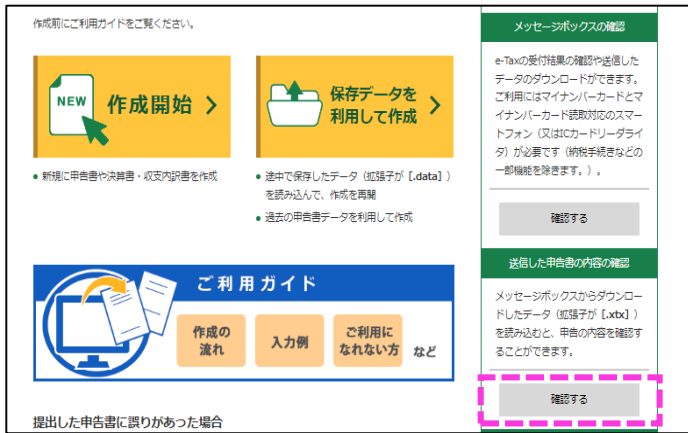 作成前にご利用ガイドをご覧ください。
NEW
作成開始
保存データを
利用して作成
● 新規に申告書や決算書・収支内訳書を作成
● 途中で保存したデータ（拡張子が［.data］）
を読み込んで、作成を再開
● 過去の申告書データを利用して作成
ご利用ガイド
作成の
流れ
入力例
ご利用に
なれない方
など
提出した申告書に誤りがあった場合
メッセージボックスの確認
e-Taxの受付結果の確認や送信した
データのダウンロードができます。
ご利用にはマイナンバーカードとマ
イナンバーカード読取対応のスマー
トフォン（又はICカードリーダライ
タ）が必要です（納税手続きなどの
一部機能を除きます。）。
確認する
送信した申告書の内容の確認
メッセージボックスからダウンロー
ドしたデータ（拡張子が［.xtx］）
を読み込むと、申告の内容を確認す
ることができます。
確認する